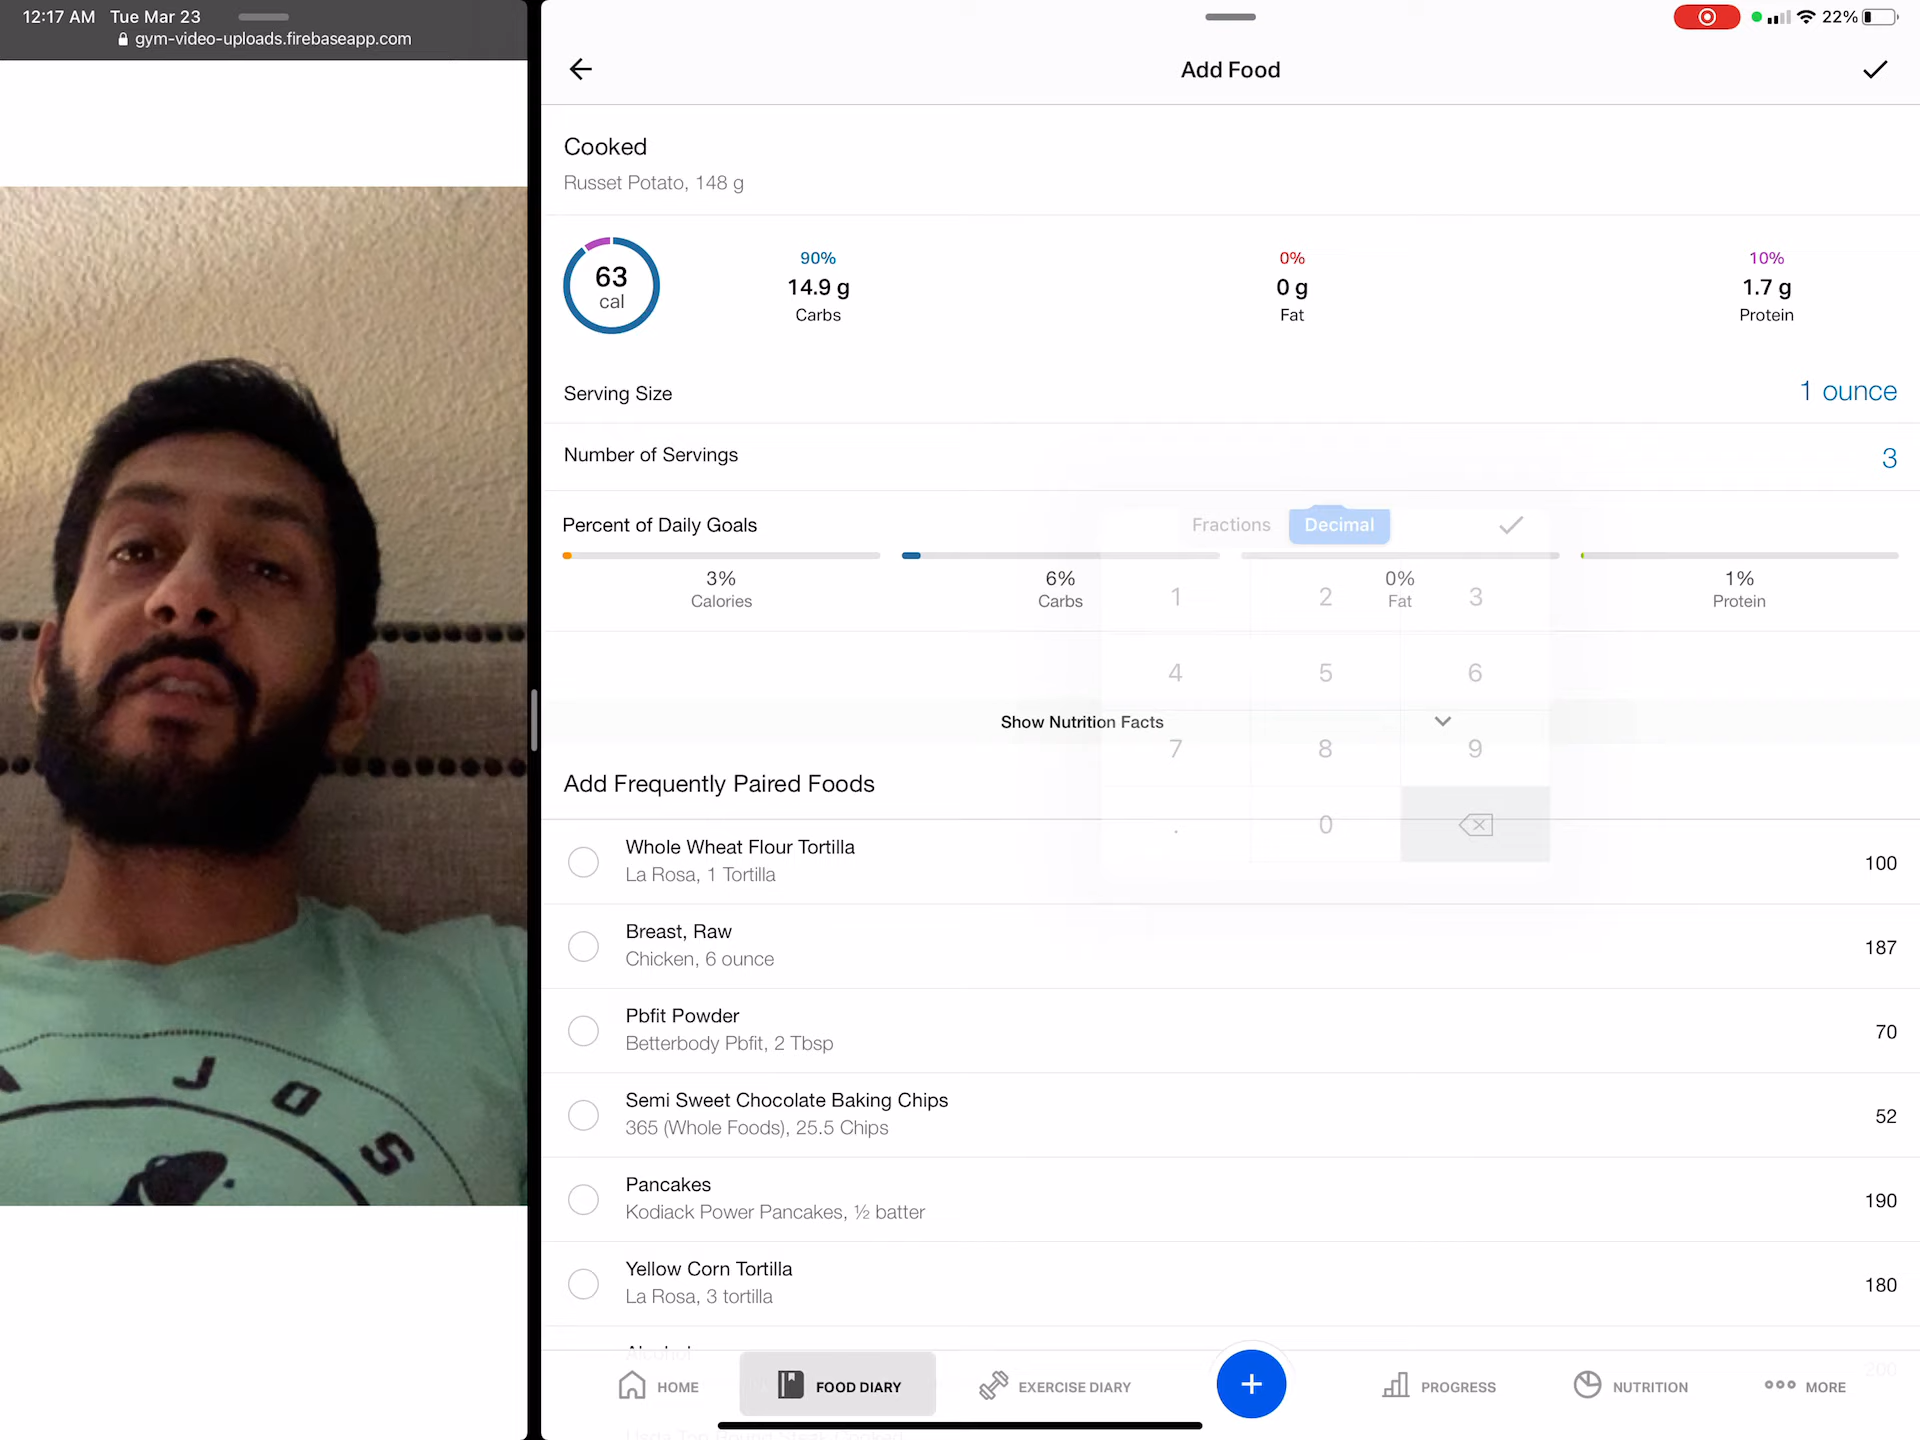 12:17 AM Tue Mar 23
gym-video-uploads.firebaseapp.com
22%
Add Food
Cooked
Russet Potato, 148 g
63
cal
90%
14.9 g
Carbs
0%
0 g
Fat
10%
1.7 g
Protein
Serving Size
1 ounce
Number of Servings
3
Percent of Daily Goals
Fractions
Decimal
3%
Calories
6%
Carbs
0%
Fat
1%
Protein
1 2 3
4 5 6
7 8 9
. 0
Show Nutrition Facts
Add Frequently Paired Foods
Whole Wheat Flour Tortilla
La Rosa, 1 Tortilla
100
Breast, Raw
Chicken, 6 ounce
187
Pbfit Powder
Betterbody Pbfit, 2 Tbsp
70
Semi Sweet Chocolate Baking Chips
365 (Whole Foods), 25.5 Chips
52
Pancakes
Kodiack Power Pancakes, ½ batter
190
Yellow Corn Tortilla
La Rosa, 3 tortilla
180
Alcohol
200
HOME
FOOD DIARY
EXERCISE DIARY
PROGRESS
NUTRITION
MORE
J O S